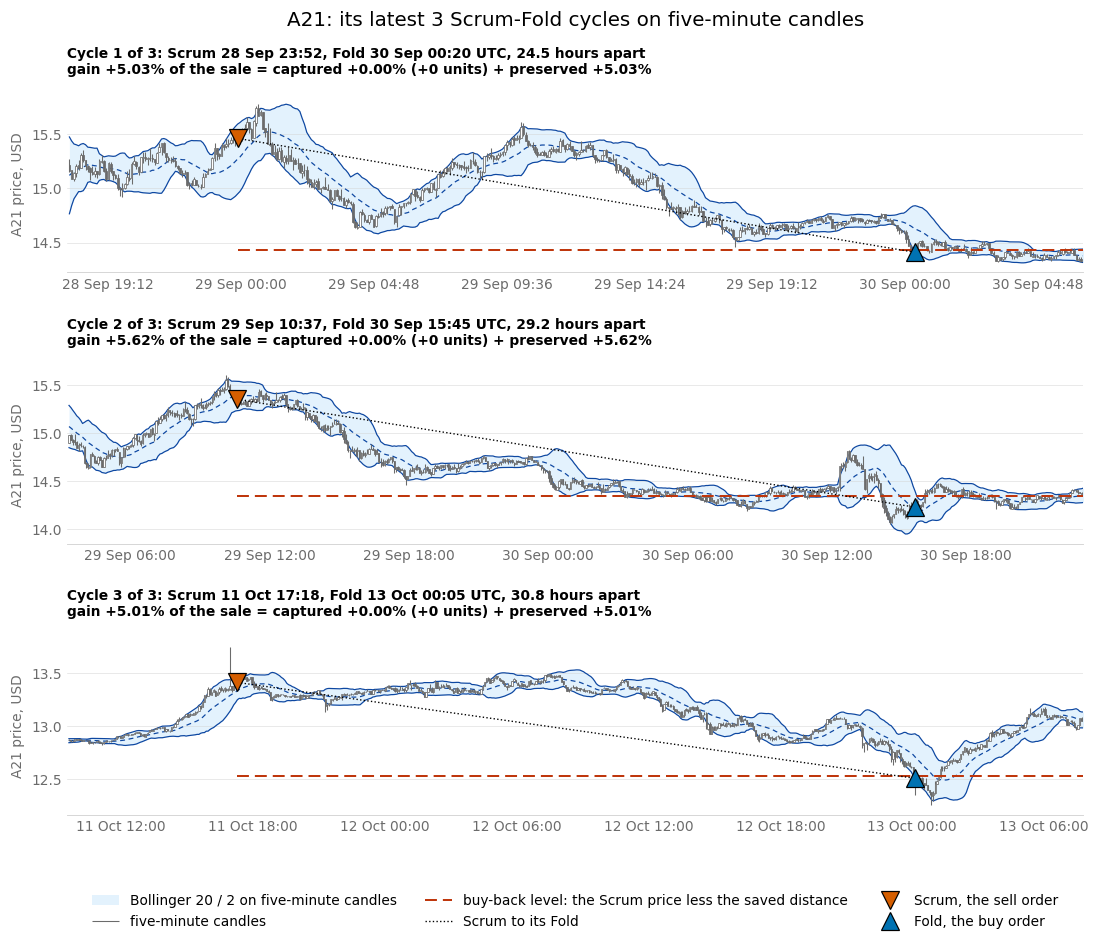 A21: its latest 3 Scrum-Fold cycles on five-minute candles
Cycle 1 of 3: Scrum 28 Sep 23:52, Fold 30 Sep 00:20 UTC, 24.5 hours apart
gain +5.03% of the sale = captured +0.00% (+0 units) + preserved +5.03%
A21 price, USD
15.5
15.0
14.5
28 Sep 19:12 29 Sep 00:00 29 Sep 04:48 29 Sep 09:36 29 Sep 14:24 29 Sep 19:12 30 Sep 00:00 30 Sep 04:48
Cycle 2 of 3: Scrum 29 Sep 10:37, Fold 30 Sep 15:45 UTC, 29.2 hours apart
gain +5.62% of the sale = captured +0.00% (+0 units) + preserved +5.62%
A21 price, USD
15.5
15.0
14.5
14.0
29 Sep 06:00 29 Sep 12:00 29 Sep 18:00 30 Sep 00:00 30 Sep 06:00 30 Sep 12:00 30 Sep 18:00
Cycle 3 of 3: Scrum 11 Oct 17:18, Fold 13 Oct 00:05 UTC, 30.8 hours apart
gain +5.01% of the sale = captured +0.00% (+0 units) + preserved +5.01%
A21 price, USD
13.5
13.0
12.5
11 Oct 12:00 11 Oct 18:00 12 Oct 00:00 12 Oct 06:00 12 Oct 12:00 12 Oct 18:00 13 Oct 00:00 13 Oct 06:00
Bollinger 20 / 2 on five-minute candles
five-minute candles
buy-back level: the Scrum price less the saved distance
Scrum to its Fold
Scrum, the sell order
Fold, the buy order